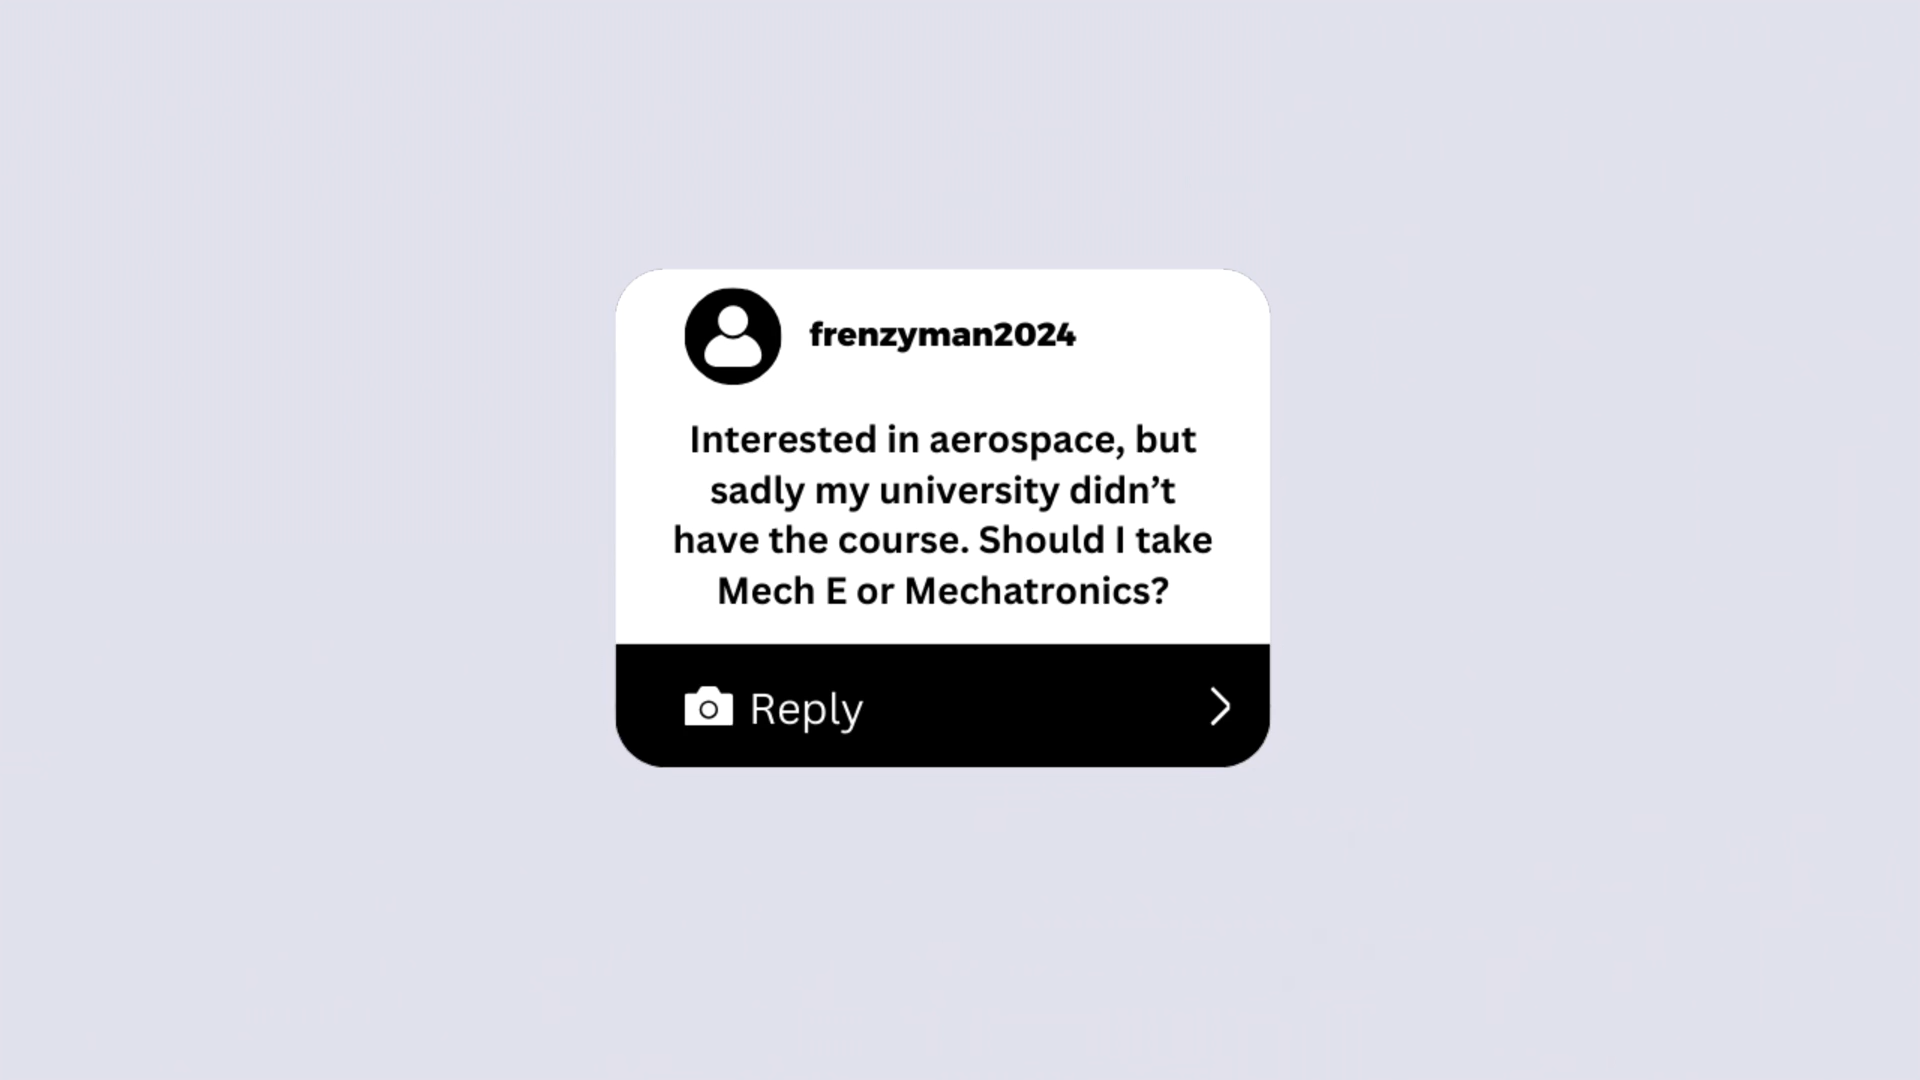 frenzyman2024
Interested in aerospace, but
sadly my university didn’t
have the course. Should I take
Mech E or Mechatronics?
Reply